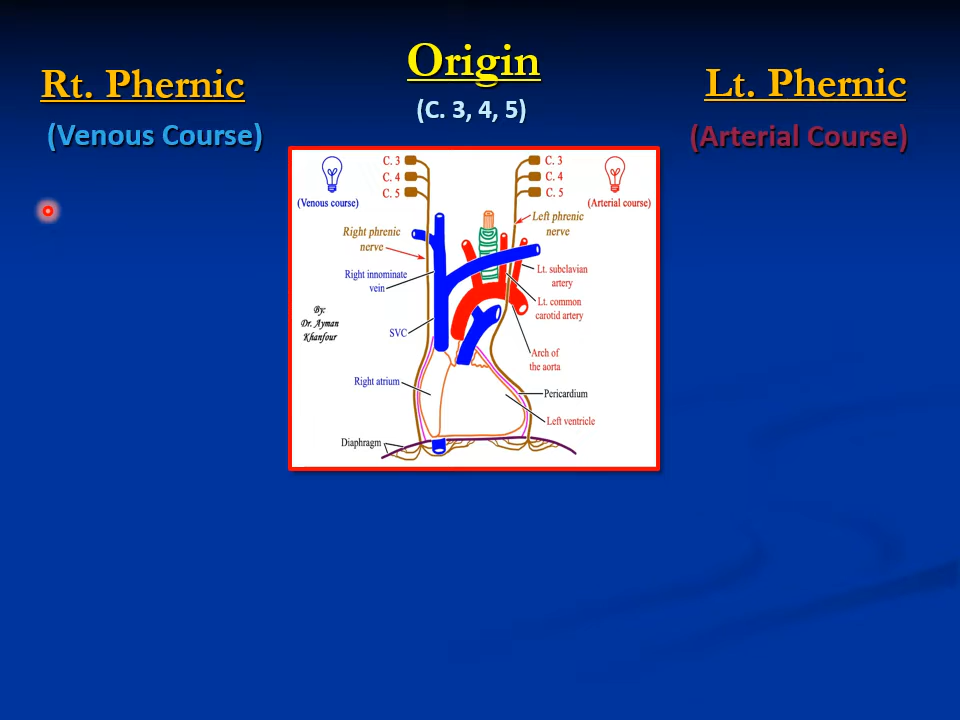 Origin
Rt. Phernic
Lt. Phernic
(C. 3, 4, 5)
(Venous Course)
(Arterial Course)
C. 3
C. 4
C. 5
C. 3
C. 4
C. 5
(Venous course)
(Arterial course)
Right phrenic
nerve
Left phrenic
nerve
Right innominate
vein
Lt. subclavian
artery
Lt. common
carotid artery
By:
Dr. Ayman
Khanfour
SVC
Arch of
the aorta
Right atrium
Pericardium
Left ventricle
Diaphragm